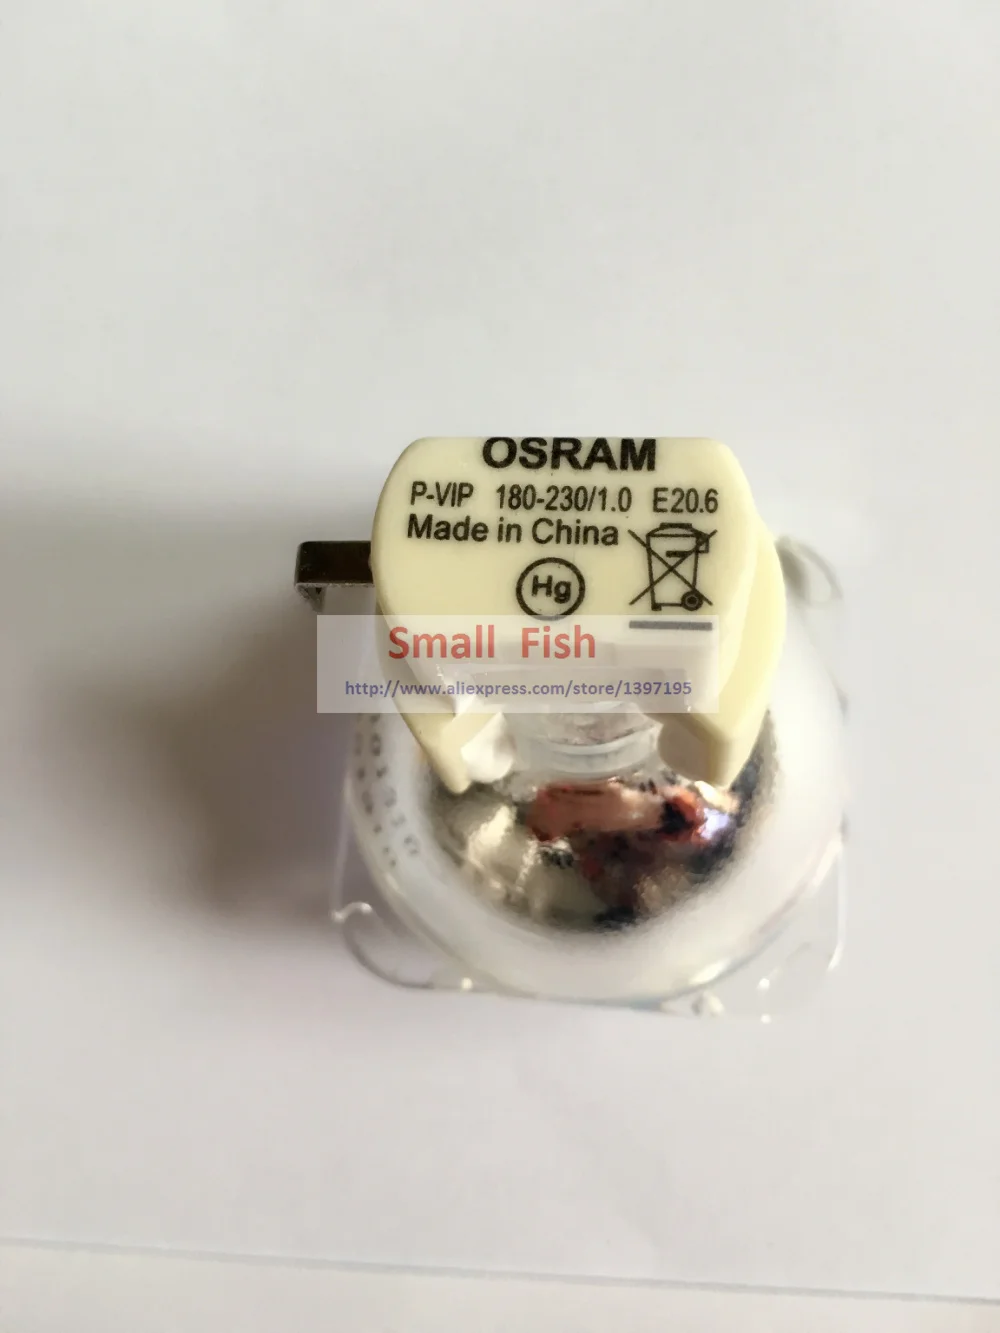 OSRAM
P-VIP 180-230/1.0 E20.6
Made in China
Hg
Small Fish
http://www.aliexpress.com/store/1397195